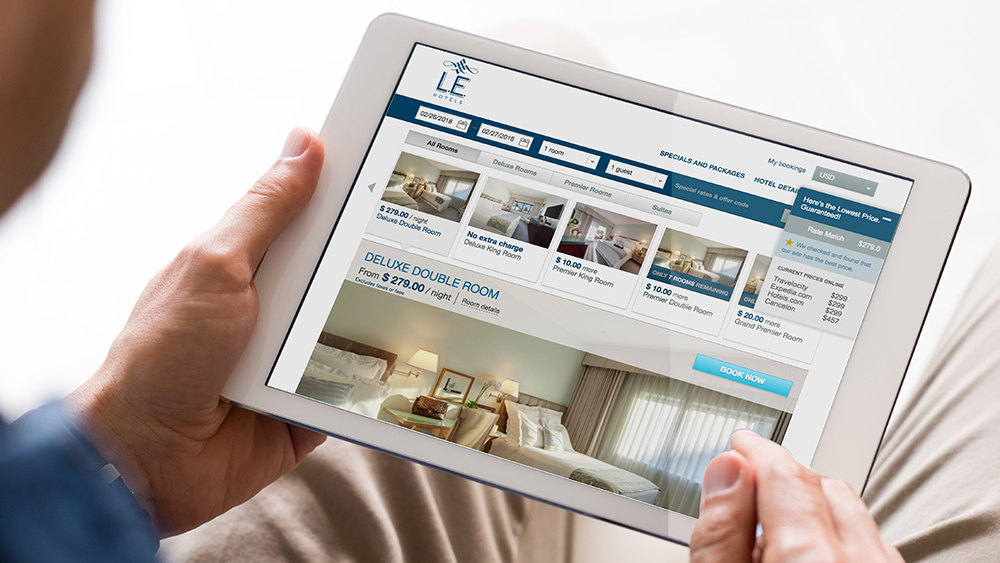 L.E.
HOTELS
02/26/2018
02/27/2018
1 room
1 guest
Special rates & offer code
SPECIALS AND PACKAGES
My bookings
HOTEL DETAI
USD
All Rooms
Deluxe Rooms
Premier Rooms
Suites
$ 279.00 / night
Deluxe Double Room
No extra charge
Deluxe King Room
$ 10.00 more
Premier King Room
ONLY 7 ROOMS REMAINING
$ 10.00 more
Premier Double Room
$ 20.00 more
Grand Premier Room
Here's the Lowest Price.
Guaranteed!
Rate Match $279.0
We checked and found that
our site has the best price.
CURRENT PRICES ONLINE
Travelocity $299
Expedia.com $299
Hotels.com $299
Cancelon $457
DELUXE DOUBLE ROOM
From $ 279.00 / night
Room details
Excludes taxes or fees
BOOK NOW